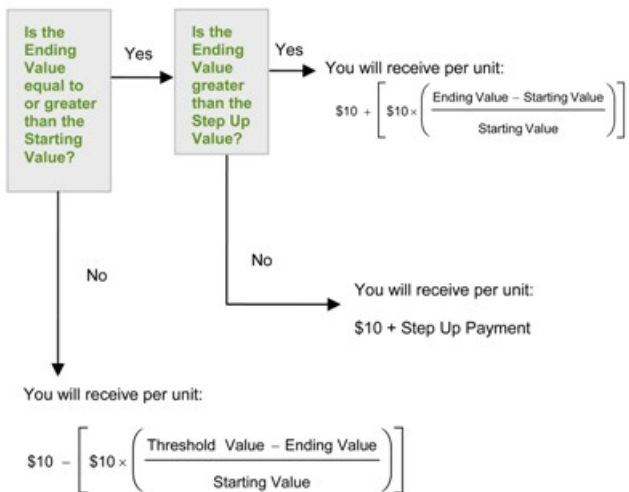 Is the
Ending
Value
equal to
or greater
than the
Starting
Value?
Yes
Is the
Ending
Value
greater
than the
Step Up
Value?
Yes
You will receive per unit:
$10 + [ $10 × ( Ending Value – Starting Value
Starting Value ) ]
No
No
You will receive per unit:
$10 + Step Up Payment
You will receive per unit:
$10 – [ $10 × ( Threshold Value – Ending Value
Starting Value ) ]